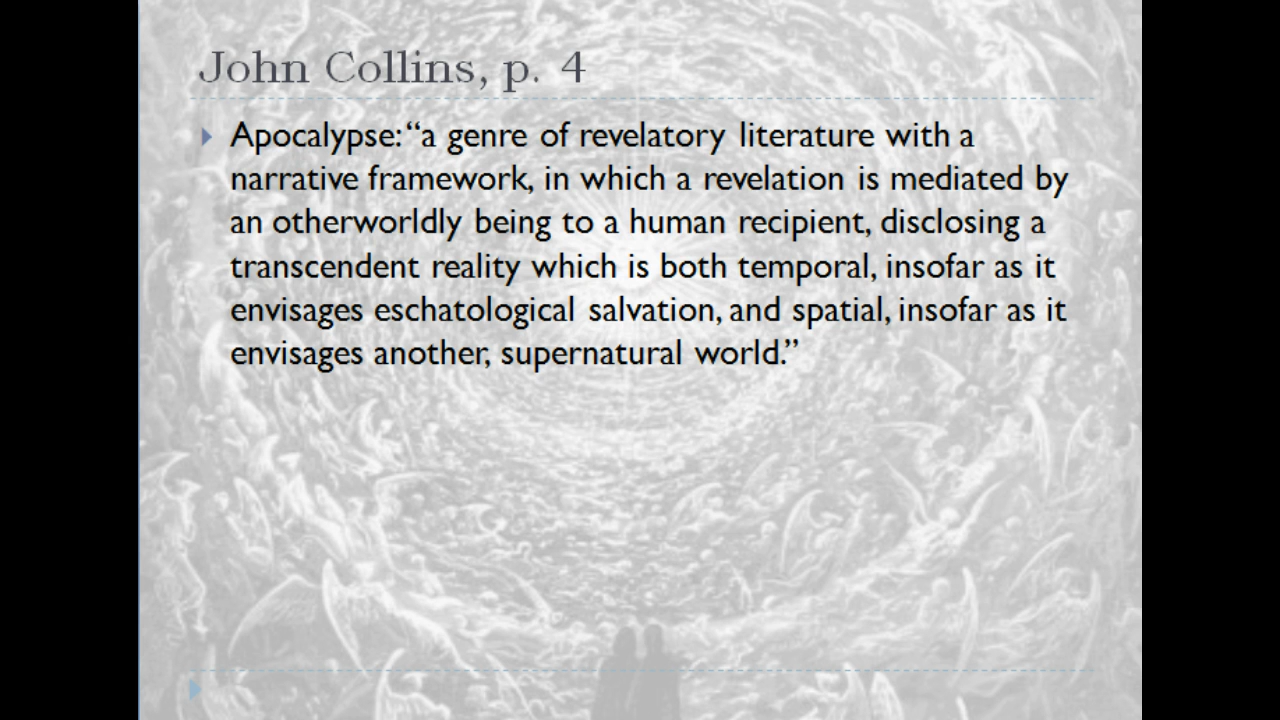 John Collins, p. 4
Apocalypse: “a genre of revelatory literature with a
narrative framework, in which a revelation is mediated by
an otherworldly being to a human recipient, disclosing a
transcendent reality which is both temporal, insofar as it
envisages eschatological salvation, and spatial, insofar as it
envisages another, supernatural world.”